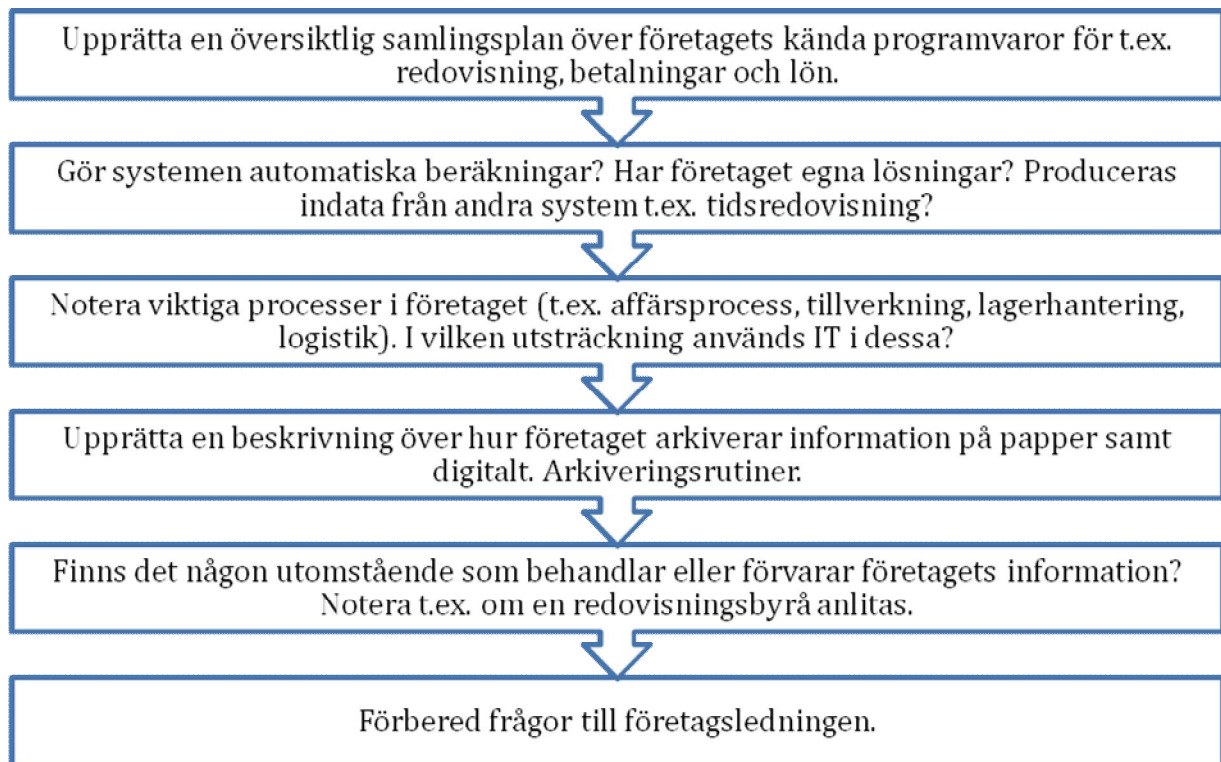 Upprätta en översiktlig samlingsplan över företagets kända programvaror för t.ex.
redovisning, betalningar och lön.
Gör systemen automatiska beräkningar? Har företaget egna lösningar? Produceras
indata från andra system t.ex. tidsredovisning?
Notera viktiga processer i företaget (t.ex. affärsprocess, tillverkning, lagerhantering,
logistik). I vilken utsträckning används IT i dessa?
Upprätta en beskrivning över hur företaget arkiverar information på papper samt
digitalt. Arkiveringsrutiner.
Finns det någon utomstående som behandlar eller förvarar företagets information?
Notera t.ex. om en redovisningsbyrå anlitas.
Förbered frågor till företagsledningen.